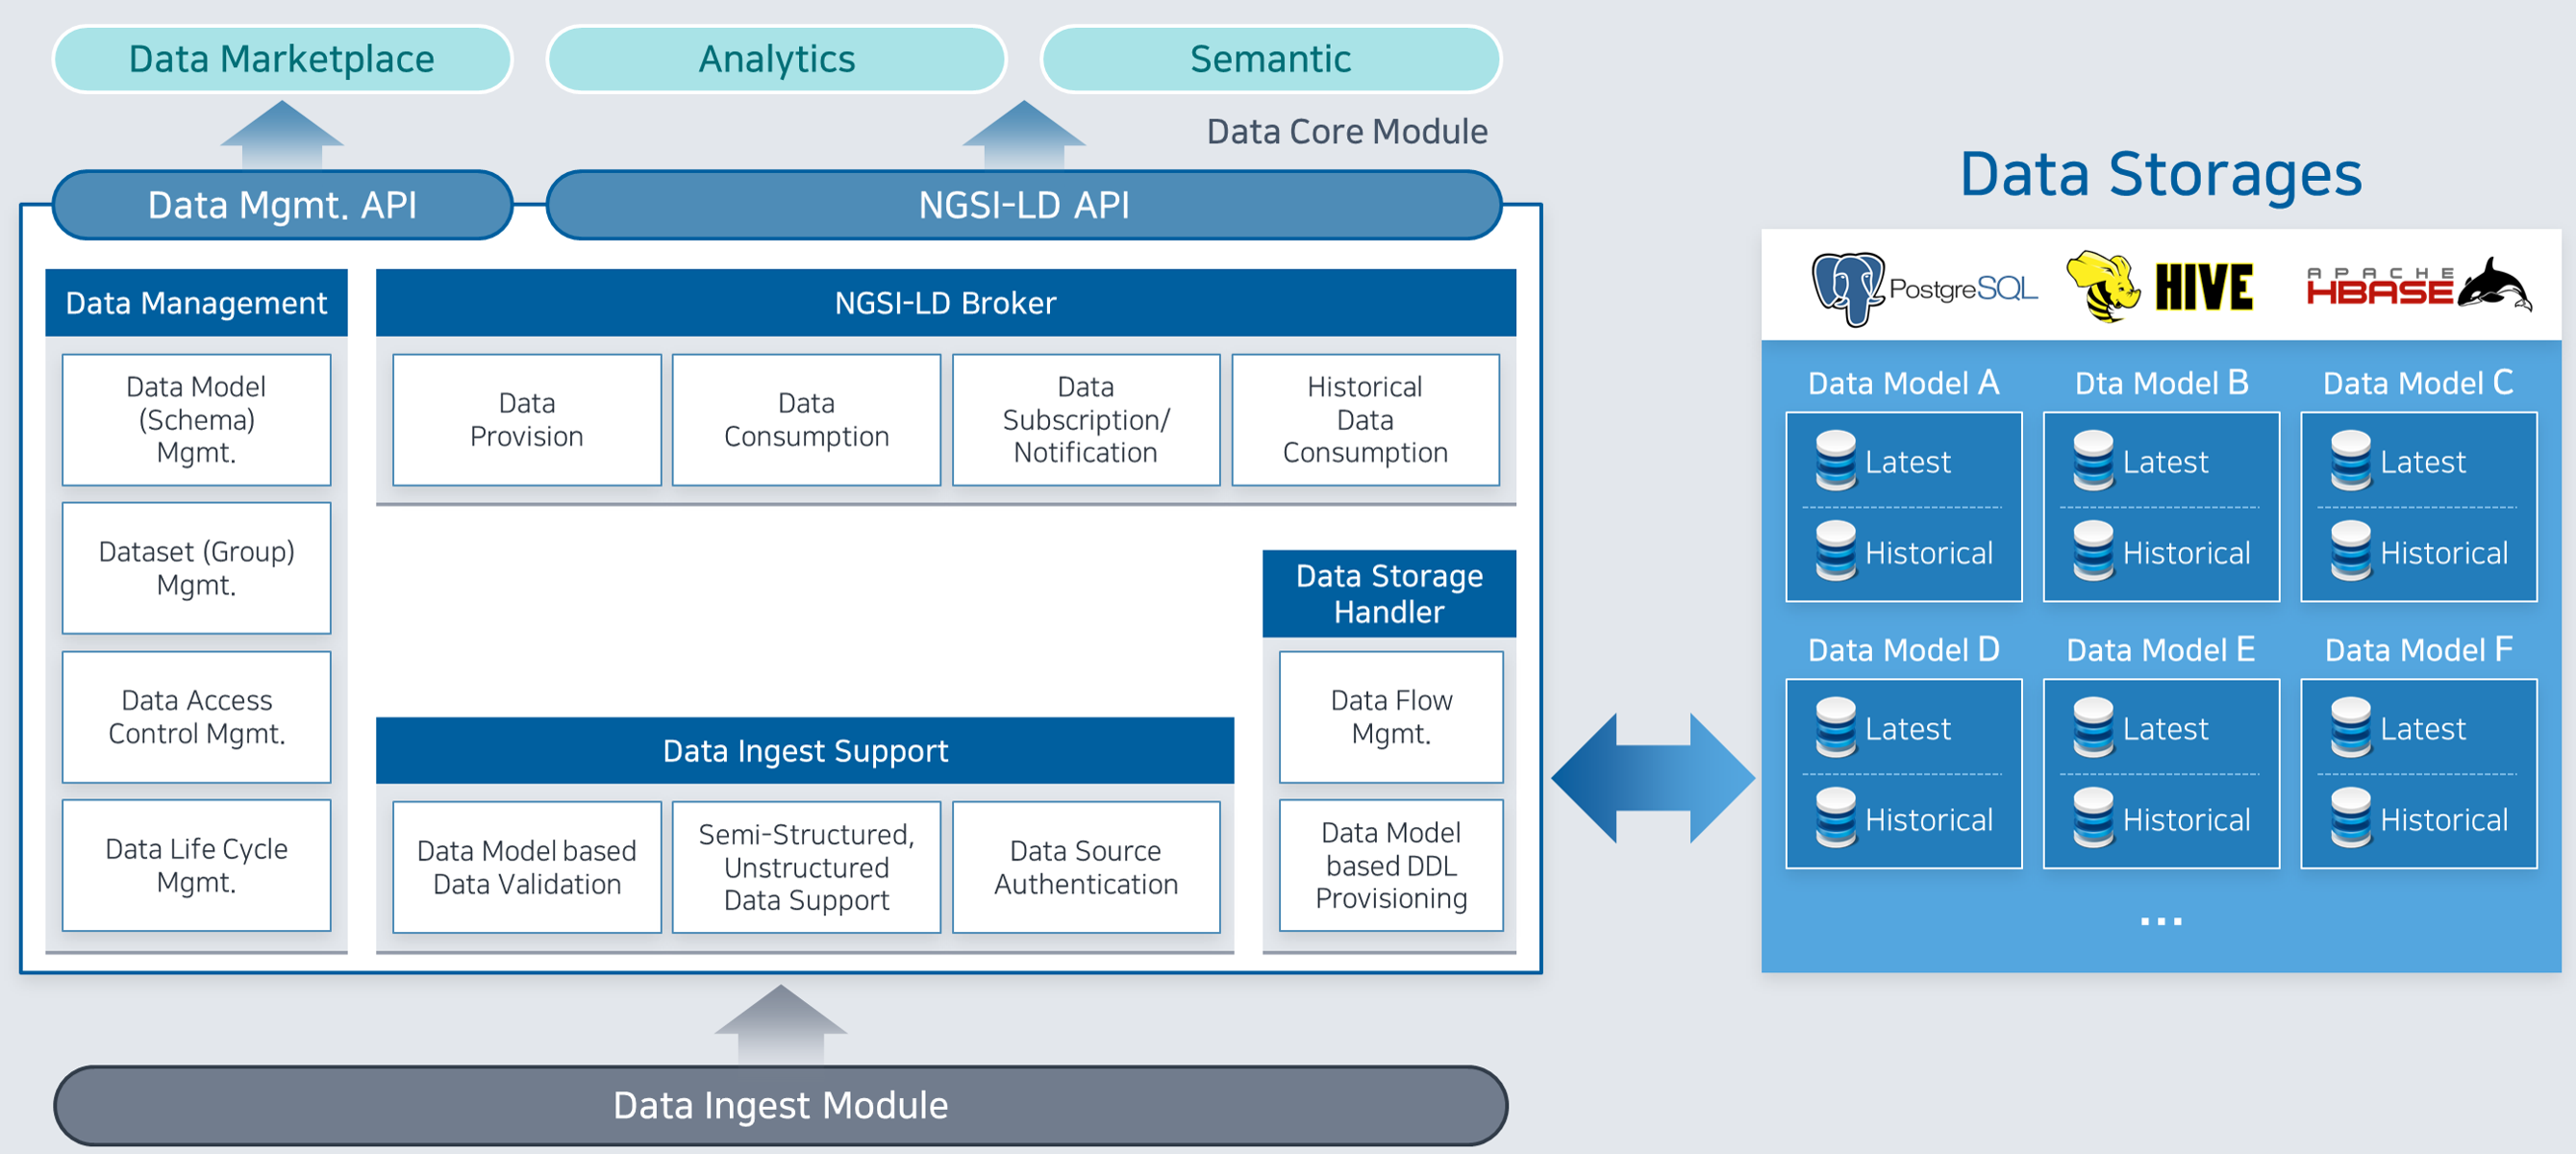 Data Marketplace
Analytics
Semantic
Data Core Module
Data Mgmt. API
NGSI-LD API
Data Management
Data Model
(Schema)
Mgmt.
Dataset (Group)
Mgmt.
Data Access
Control Mgmt.
Data Life Cycle
Mgmt.
NGSI-LD Broker
Data
Provision
Data
Consumption
Data
Subscription/
Notification
Historical
Data
Consumption
Data Ingest Support
Data Model based
Data Validation
Semi-Structured,
Unstructured
Data Support
Data Source
Authentication
Data Storage
Handler
Data Flow
Mgmt.
Data Model
based DDL
Provisioning
Data Ingest Module
Data Storages
PostgreSQL
HIVE
APACHE
HBASE
Data Model A
Latest
Historical
Dta Model B
Latest
Historical
Data Model C
Latest
Historical
Data Model D
Latest
Historical
Data Model E
Latest
Historical
Data Model F
Latest
Historical
...